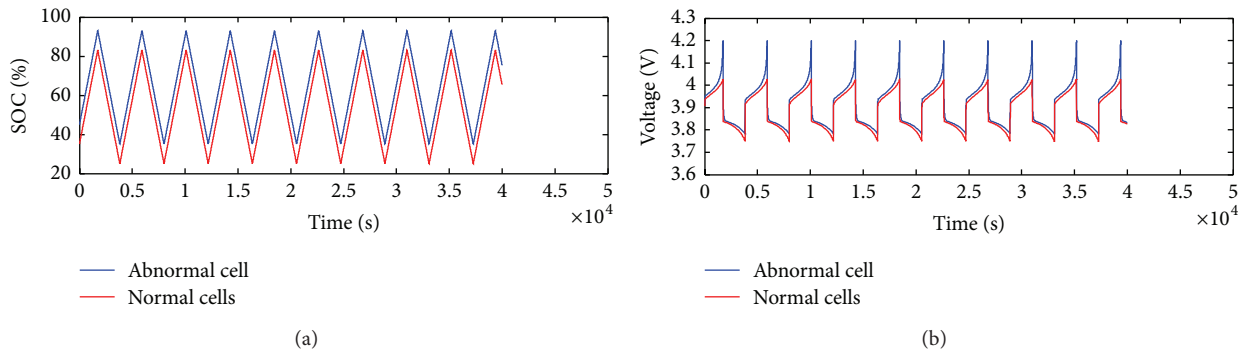 100
80
60
40
20
SOC (%)
0 0.5 1 1.5 2 2.5 3 3.5 4 4.5 5
Time (s)
×10^4
Abnormal cell
Normal cells
(a)
4.3
4.2
4.1
4
3.9
3.8
3.7
3.6
Voltage (V)
0 0.5 1 1.5 2 2.5 3 3.5 4 4.5 5
Time (s)
×10^4
Abnormal cell
Normal cells
(b)